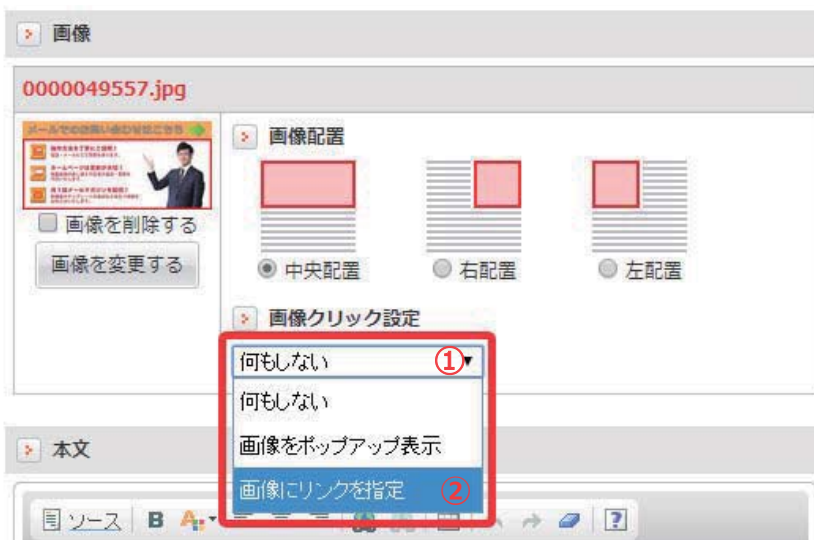 画像
0000049557.jpg
メールでのお問い合わせはこちら
画像配置
画像を削除する
画像を変更する
中央配置
右配置
左配置
画像クリック設定
何もしない ①
何もしない
画像をポップアップ表示
画像にリンクを指定 ②
本文
ソース B A